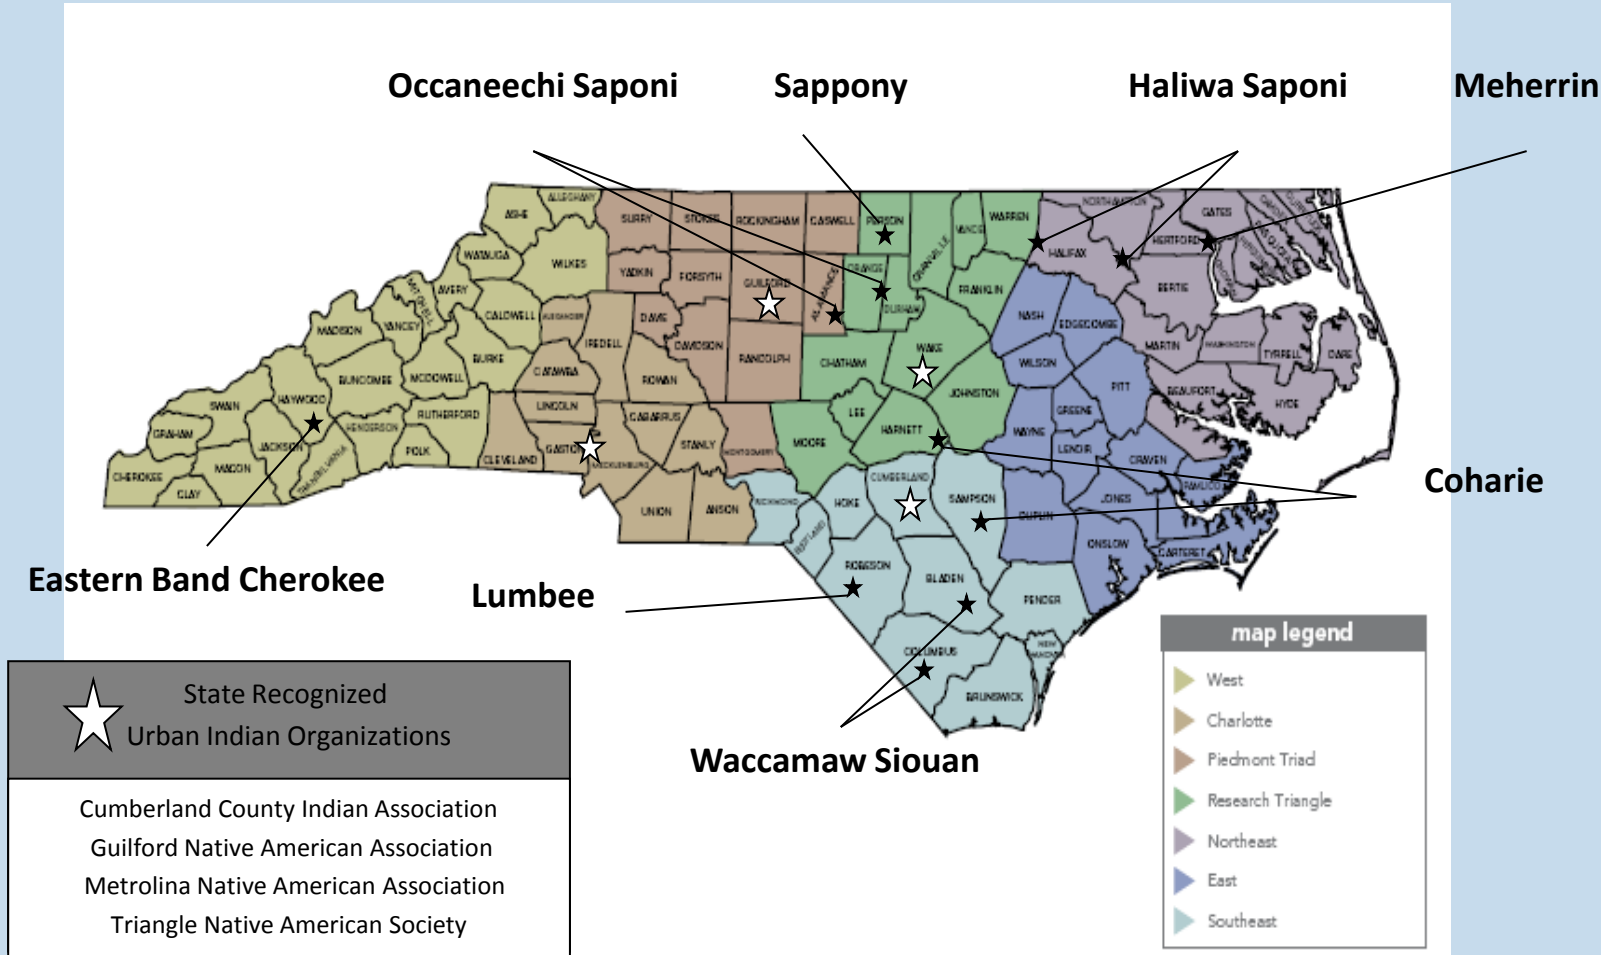 Occaneechi Saponi
Sappony
Haliwa Saponi
Meherrin
ASHE
ALLEGHANY
SURRY
STOKES
ROCKINGHAM
CASWELL
PERSON
GRANVILLE
VANCE
WARREN
NORTHAMPTON
GATES
HERTFORD
HALIFAX
WATAUGA
WILKES
YADKIN
FORSYTH
GUILFORD
ALAMANCE
ORANGE
DURHAM
FRANKLIN
BERTIE
MITCHELL
AVERY
CALDWELL
ALEXANDER
IREDELL
DAVIE
DAVIDSON
RANDOLPH
NASH
EDGECOMBE
MADISON
YANCEY
BURKE
CATAWBA
ROWAN
CHATHAM
WAKE
WILSON
MARTIN
WASHINGTON
TYRRELL
DARE
BUNCOMBE
MCDOWELL
LINCOLN
CABARRUS
LEE
JOHNSTON
PITT
BEAUFORT
HYDE
SWAIN
HAYWOOD
HENDERSON
RUTHERFORD
CLEVELAND
GASTON
MECKLENBURG
STANLY
MONTGOMERY
MOORE
HARNETT
WAYNE
GREENE
LENOIR
CRAVEN
PAMLICO
GRAHAM
JACKSON
TRANSYLVANIA
POLK
CHEROKEE
CLAY
MACON
UNION
ANSON
RICHMOND
HOKE
CUMBERLAND
SAMPSON
DUPLIN
JONES
ONSLOW
CARTERET
ROBESON
BLADEN
PENDER
COLUMBUS
BRUNSWICK
Coharie
Eastern Band Cherokee
Lumbee
Waccamaw Siouan
State Recognized
Urban Indian Organizations
Cumberland County Indian Association
Guilford Native American Association
Metrolina Native American Association
Triangle Native American Society
map legend
West
Charlotte
Piedmont Triad
Research Triangle
Northeast
East
Southeast